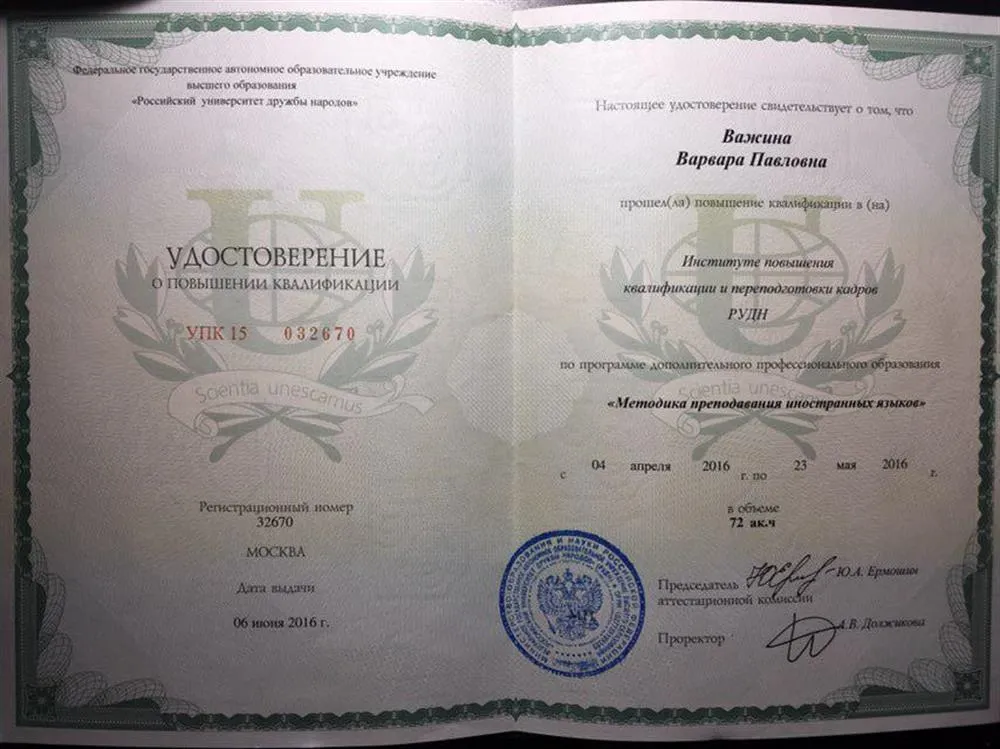 Федеральное государственное автономное образовательное учреждение
высшего образования
«Российский университет дружбы народов»
УДОСТОВЕРЕНИЕ
О ПОВЫШЕНИИ КВАЛИФИКАЦИИ
УПК 15 032670
Scientia unescamus
Регистрационный номер
32670
МОСКВА
Дата выдачи
06 июня 2016 г.
Настоящее удостоверение свидетельствует о том, что
Важина
Варвара Павловна
прошел(ла) повышение квалификации в (на)
Институте повышения
квалификации и переподготовки кадров
РУДН
по программе дополнительного профессионального образования
Scientia unescamus
«Методика преподавания иностранных языков»
с 04 апреля 2016 г. по 23 мая 2016 г.
в объеме
72 ак.ч
Председатель Ю.А. Ермошин
аттестационной комиссии
Проректор А.В. Должикова